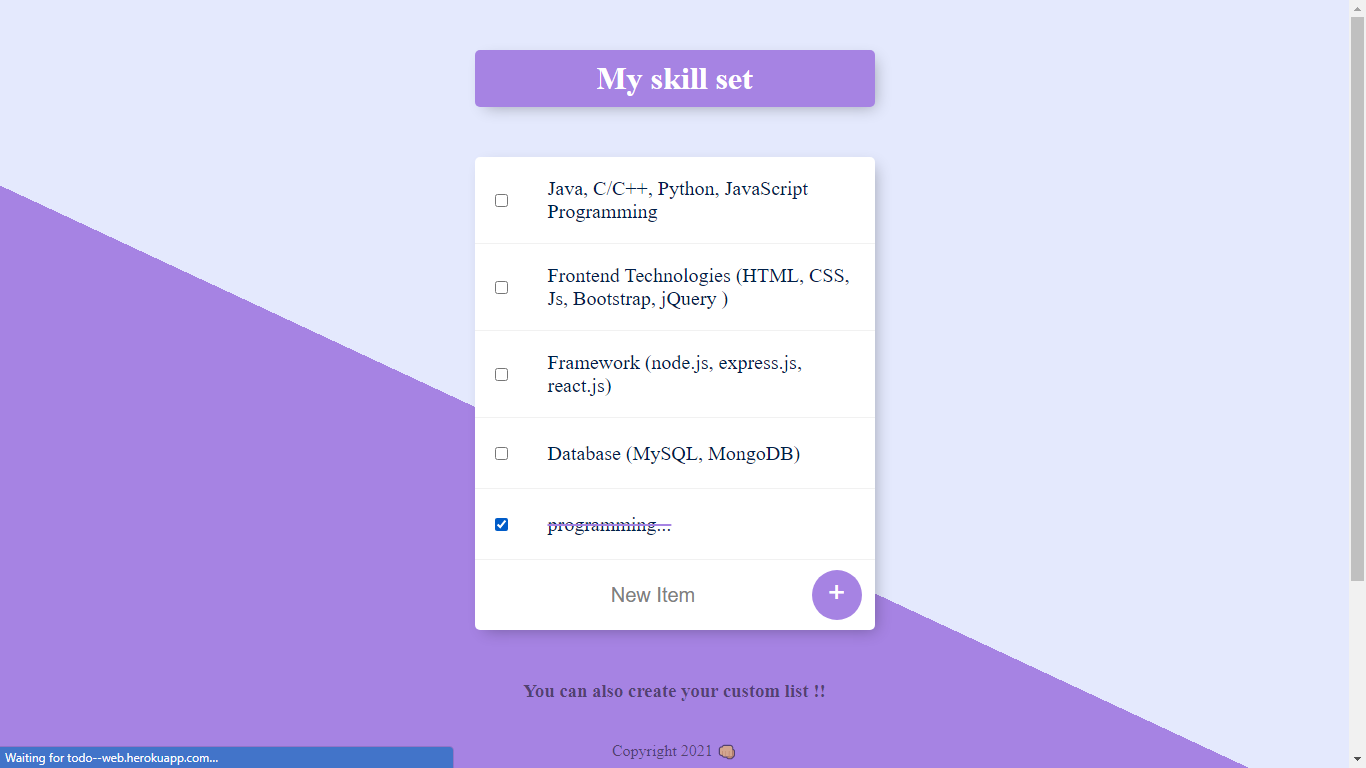 My skill set
Java, C/C++, Python, JavaScript
Programming
Frontend Technologies (HTML, CSS,
Js, Bootstrap, jQuery )
Framework (node.js, express.js,
react.js)
Database (MySQL, MongoDB)
programming...
New Item
+
You can also create your custom list !!
Copyright 2021 👊🏽
Waiting for todo--web.herokuapp.com...